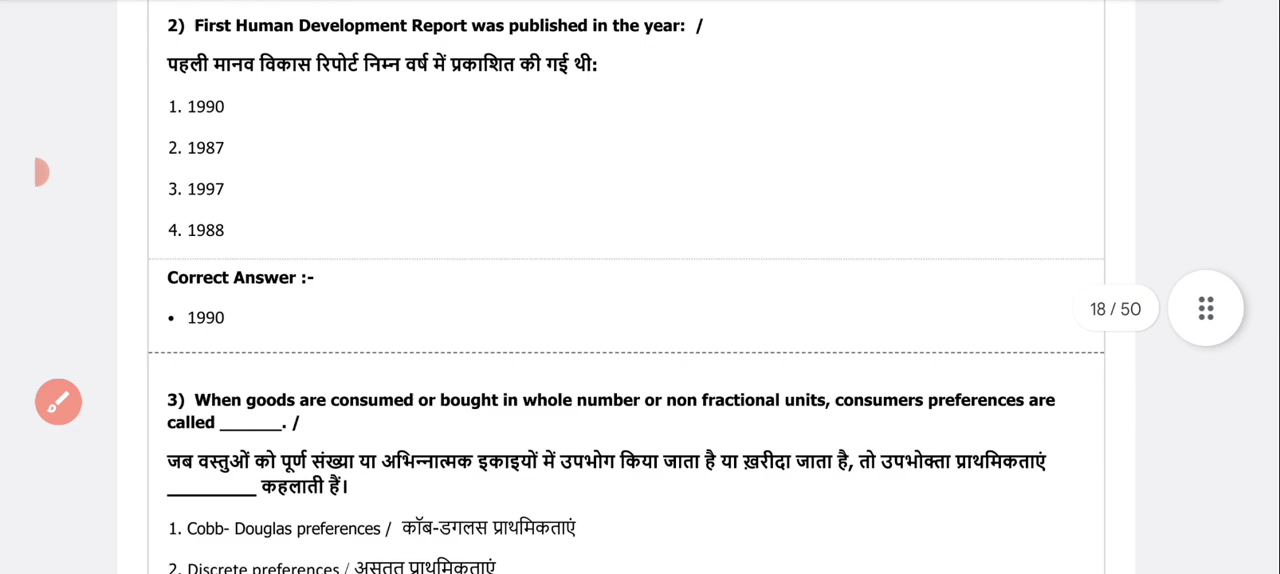 2) First Human Development Report was published in the year: /
पहली मानव विकास रिपोर्ट निम्न वर्ष में प्रकाशित की गई थी:
1. 1990
2. 1987
3. 1997
4. 1988
Correct Answer :-
• 1990
18 / 50
3) When goods are consumed or bought in whole number or non fractional units, consumers preferences are
called ______. /
जब वस्तुओं को पूर्ण संख्या या अभिन्नात्मक इकाइयों में उपभोग किया जाता है या ख़रीदा जाता है, तो उपभोक्ता प्राथमिकताएं
_________ कहलाती हैं।
1. Cobb- Douglas preferences / कॉब-डगलस प्राथमिकताएं
2. Discrete preferences / असतत प्राथमिकताएं